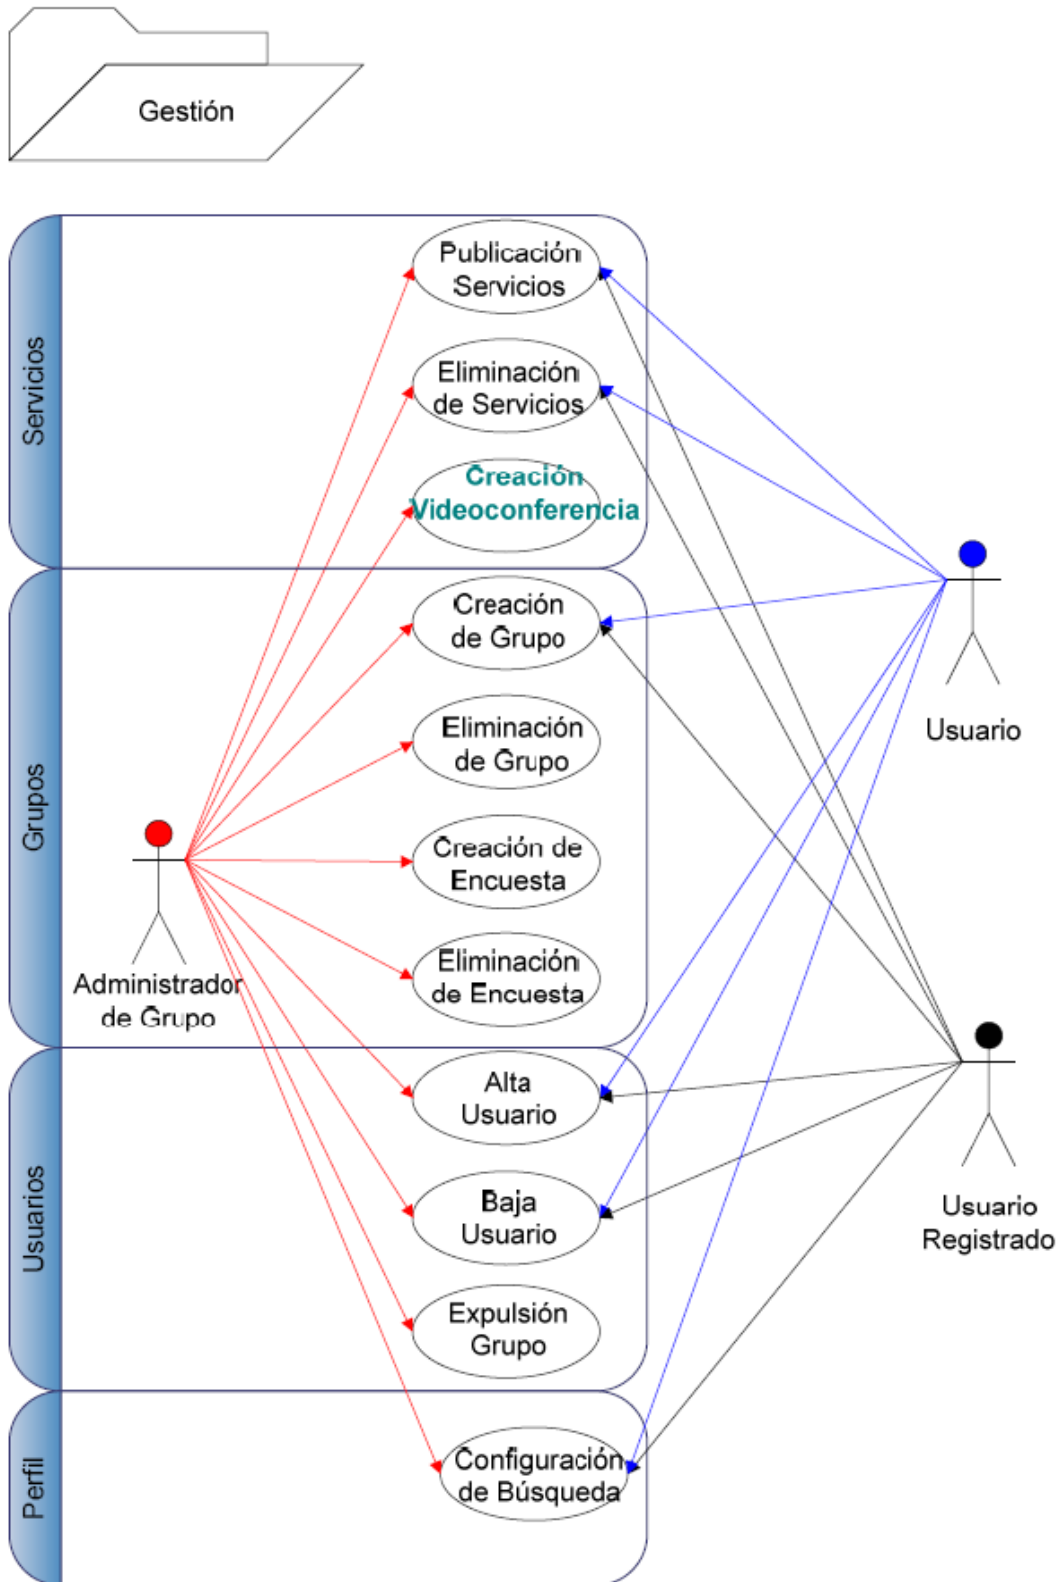 Gestión
Servicios
Publicación
Servicios
Eliminación
de Servicios
Creación
Videoconferencia
Grupos
Creación
de Grupo
Eliminación
de Grupo
Creación de
Encuesta
Eliminación
de Encuesta
Administrador
de Grupo
Usuario
Usuarios
Alta
Usuario
Baja
Usuario
Expulsión
Grupo
Usuario
Registrado
Perfil
Configuración
de Búsqueda